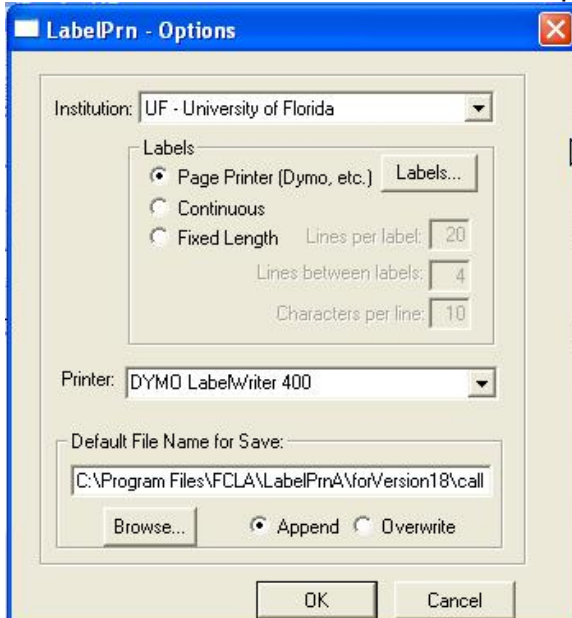 LabelPrn - Options
Institution: UF - University of Florida
Labels
Page Printer (Dymo, etc.) Labels...
Continuous
Fixed Length Lines per label: 20
Lines between labels: 4
Characters per line: 10
Printer: DYMO LabelWriter 400
Default File Name for Save:
C:\Program Files\FCLA\LabelPrnA\forVersion18\call
Browse... Append Overwrite
OK Cancel